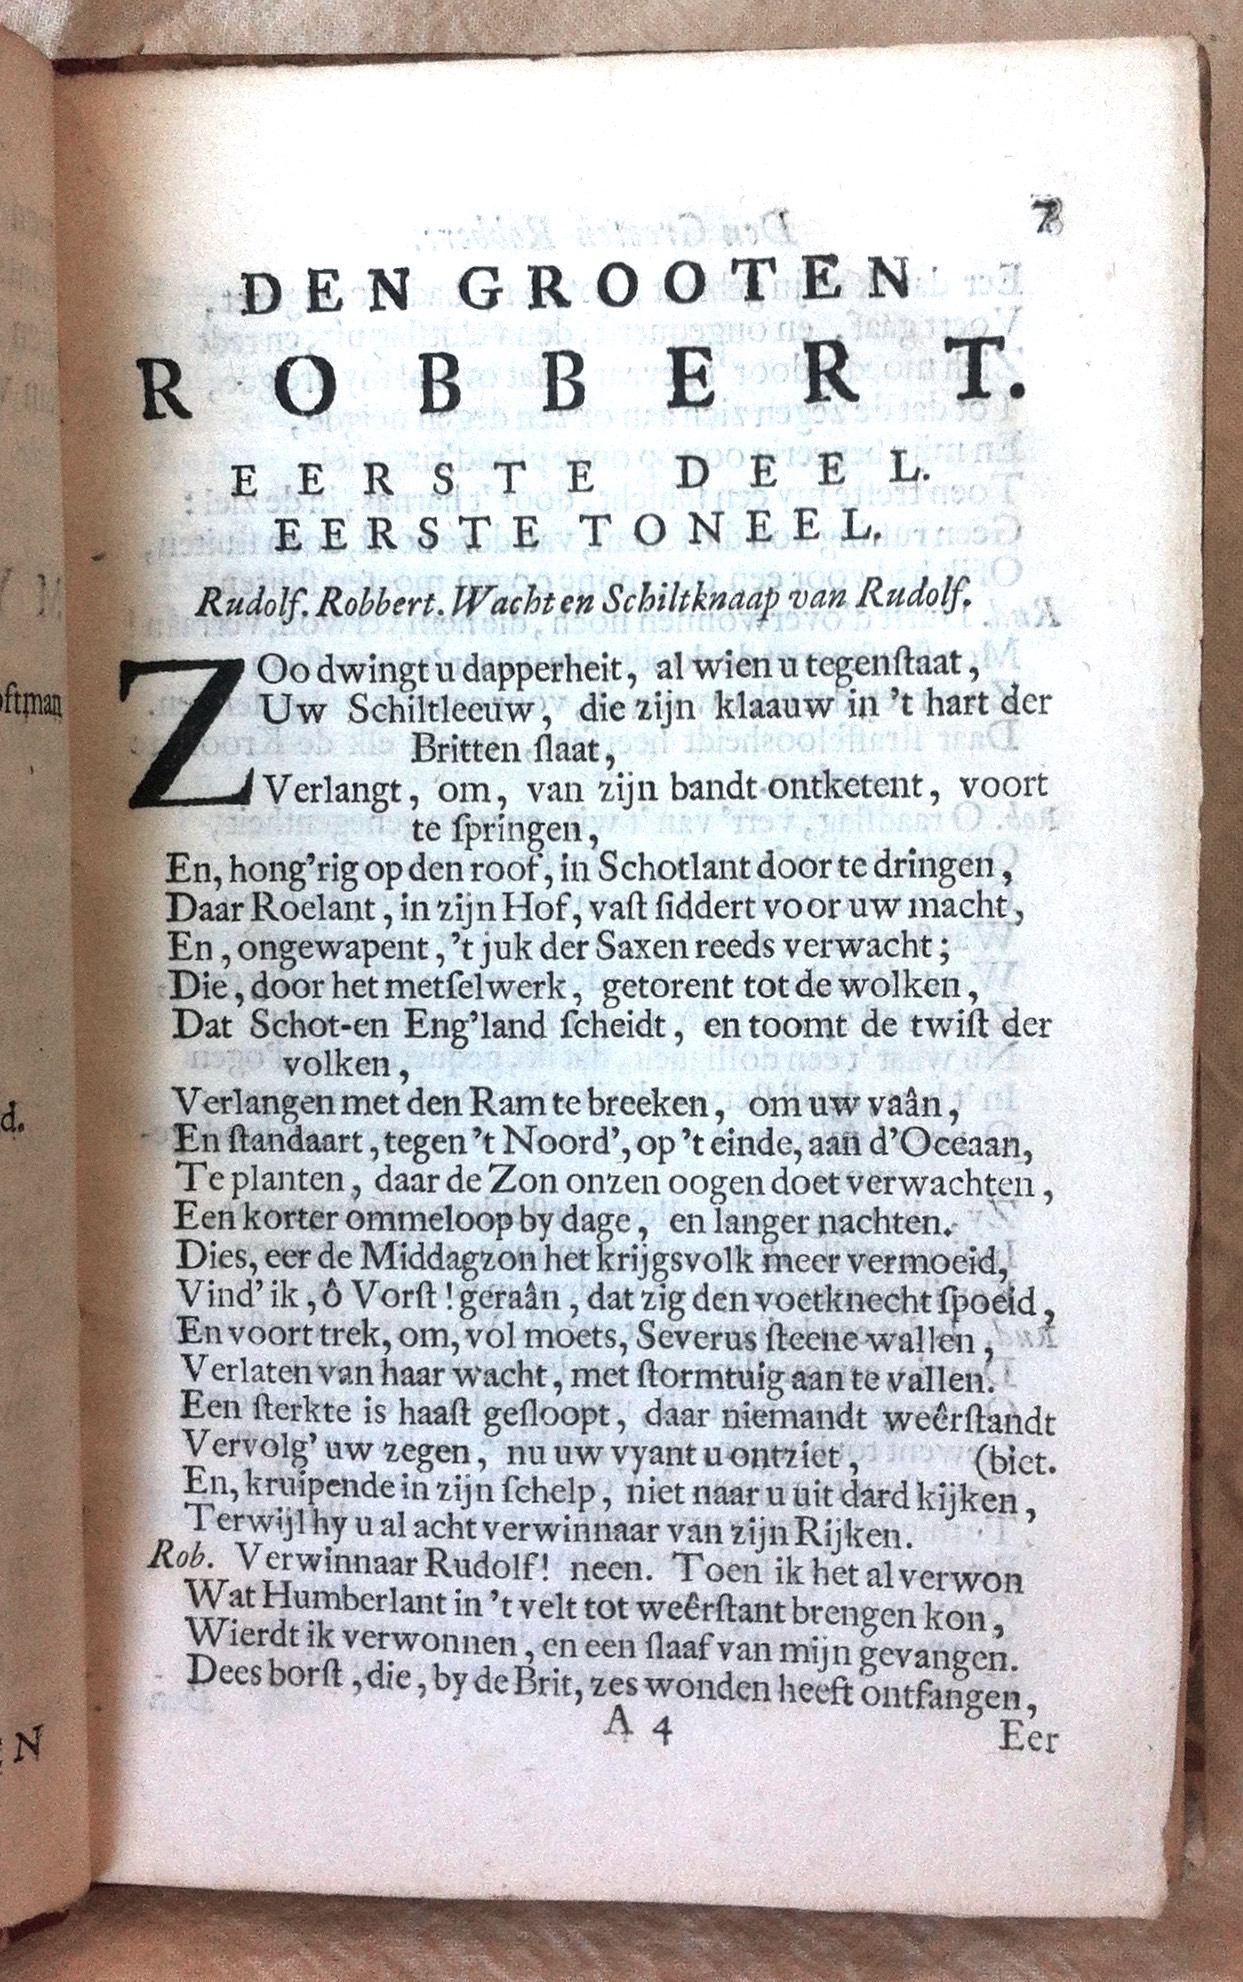 7
DEN GROOTEN
ROBBERT.
EERSTE DEEL.
EERSTE TONEEL.
Rudolf. Robbert. Wacht en Schiltknaap van Rudolf.
ZOo dwingt u dapperheit, al wien u tegenſtaat,
Uw Schiltleeuw, die zijn klaauw in 't hart der
Britten ſlaat,
Verlangt, om, van zijn bandt ontketent, voort
te ſpringen,
En, hong'rig op den roof, in Schotlant door te dringen,
Daar Roelant, in zijn Hof, vaſt ſiddert voor uw macht,
En, ongewapent, 't juk der Saxen reeds verwacht;
Die, door het metſelwerk, getorent tot de wolken,
Dat Schot-en Eng'land ſcheidt, en toomt de twiſt der
volken,
Verlangen met den Ram te breeken, om uw vaân,
En ſtandaart, tegen 't Noord', op 't einde, aan d'Oceaan,
Te planten, daar de Zon onzen oogen doet verwachten,
Een korter ommeloop by dage, en langer nachten.
Dies, eer de Middagzon het krijgsvolk meer vermoeid,
Vind' ik, ô Vorſt! geraân, dat zig den voetknecht ſpoeid,
En voort trek, om, vol moets, Severus ſteene wallen,
Verlaten van haar wacht, met ſtormtuig aan te vallen.
Een ſterkte is haaſt geſloopt, daar niemandt weêrſtandt
Vervolg' uw zegen, nu uw vyant u ontziet, (biet.
En, kruipende in zijn ſchelp, niet naar u uit dard kijken,
Terwijl hy u al acht verwinnaar van zijn Rijken.
Rob. Verwinnaar Rudolf! neen. Toen ik het al verwon
Wat Humberlant in 't velt tot weêrſtant brengen kon,
Wierdt ik verwonnen, en een ſlaaf van mijn gevangen.
Dees borſt, die, by de Brit, zes wonden heeft ontfangen,
A 4
Eer
oftman
d.
N